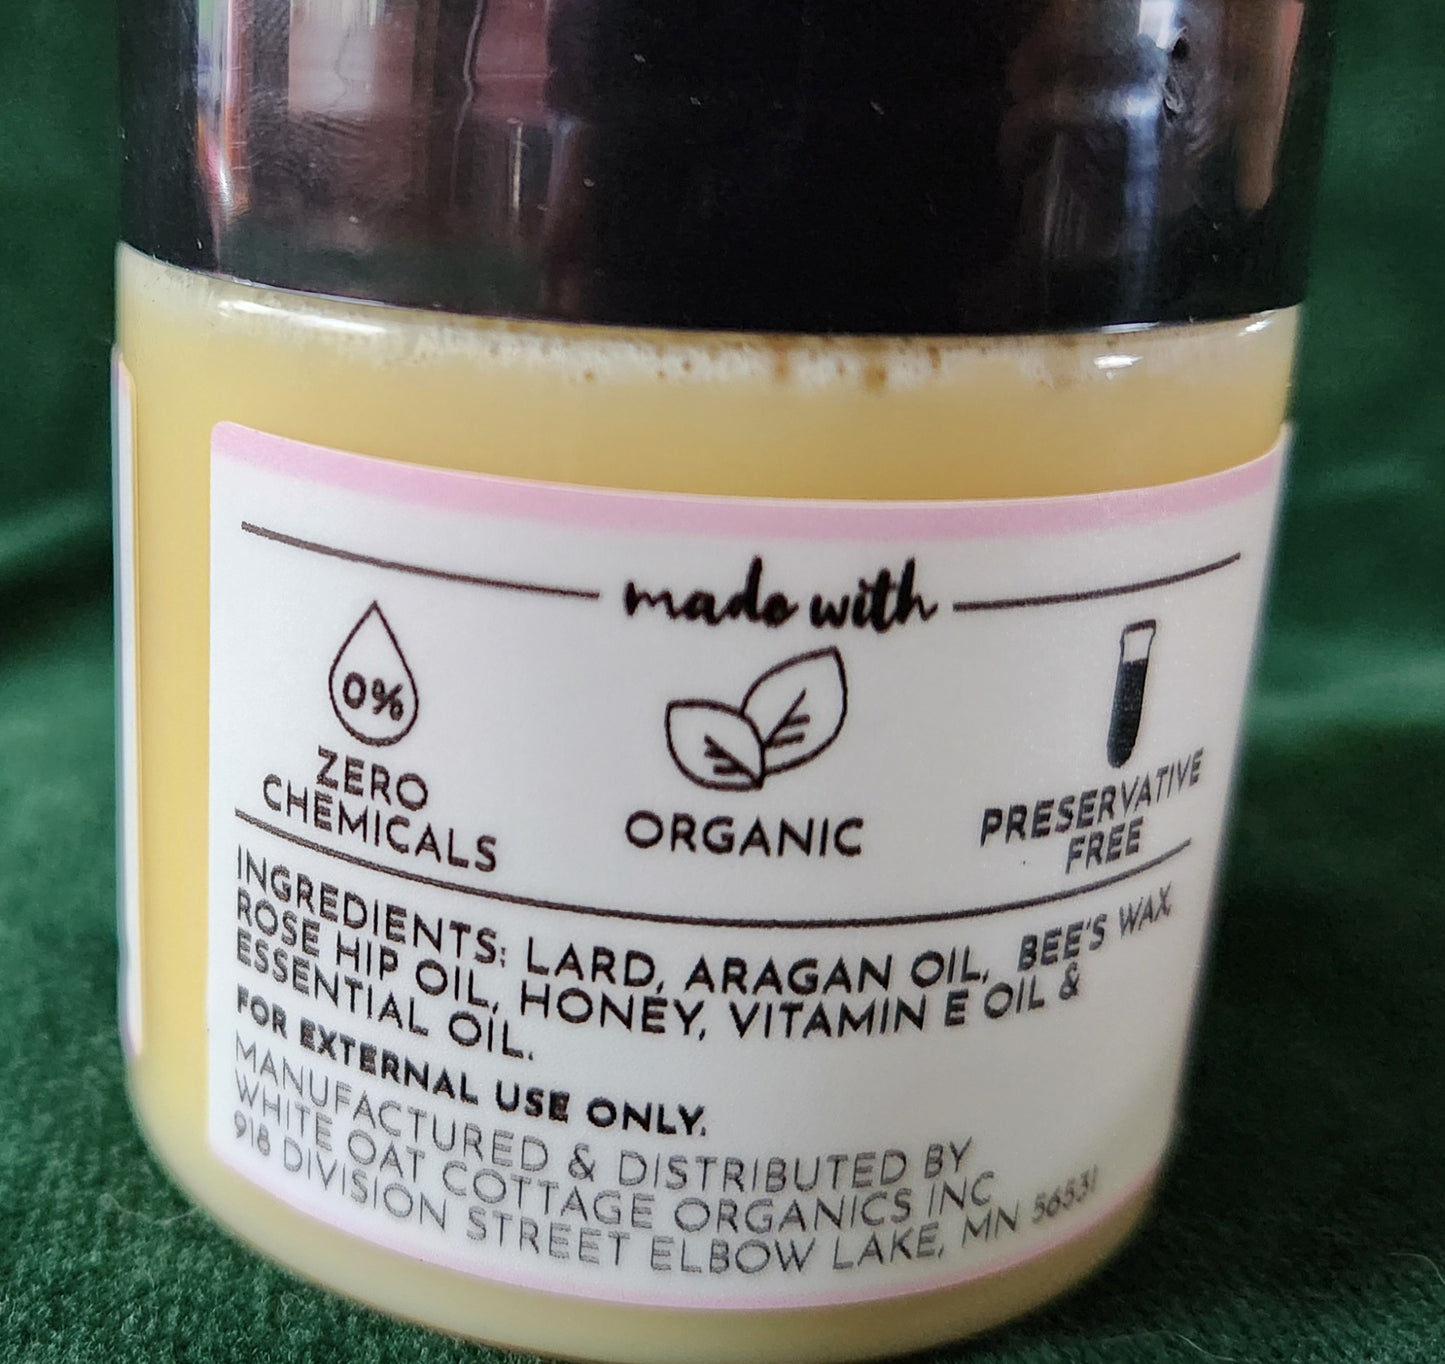 made with
0%
ZERO
CHEMICALS
ORGANIC
PRESERVATIVE
FREE
INGREDIENTS: LARD, ARAGAN OIL, BEE'S WAX,
ROSE HIP OIL, HONEY, VITAMIN E OIL &
ESSENTIAL OIL.
FOR EXTERNAL USE ONLY.
MANUFACTURED & DISTRIBUTED BY
WHITE OAT COTTAGE ORGANICS INC
918 DIVISION STREET ELBOW LAKE, MN 56531